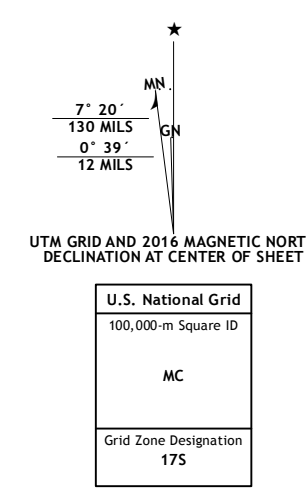 ★
MN
7° 20´
130 MILS
GN
0° 39´
12 MILS
UTM GRID AND 2016 MAGNETIC NORT
DECLINATION AT CENTER OF SHEET
U.S. National Grid
100,000-m Square ID
MC
Grid Zone Designation
17S